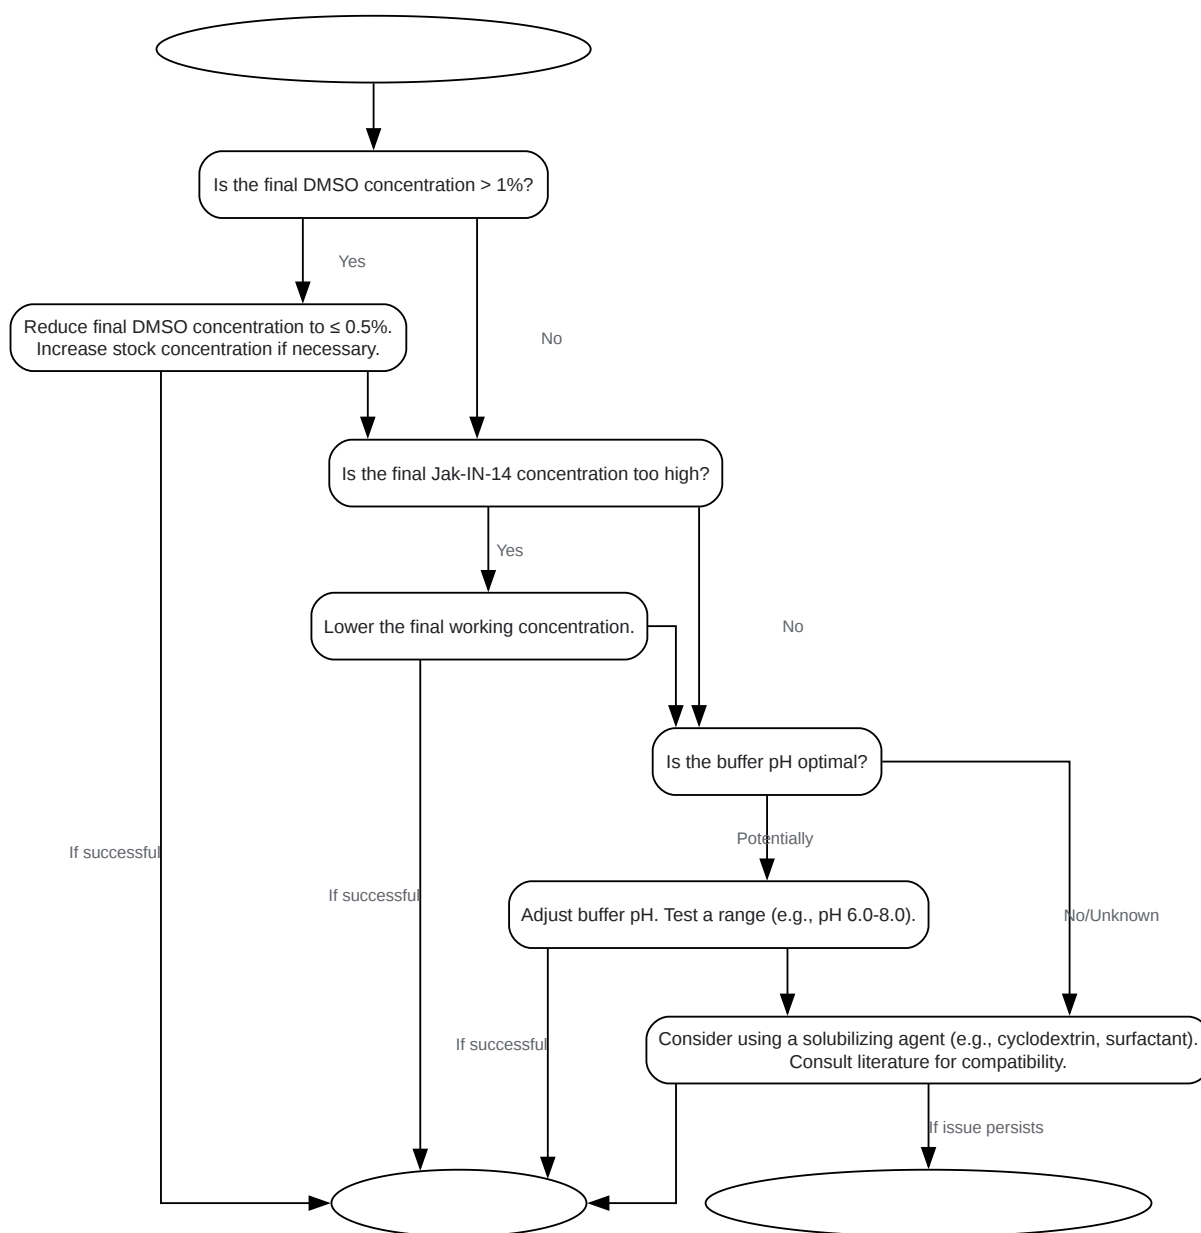 Is the final DMSO concentration > 1%?
Yes
Reduce final DMSO concentration to ≤ 0.5%.
Increase stock concentration if necessary.
No
Is the final Jak-IN-14 concentration too high?
Yes
Lower the final working concentration.
No
Is the buffer pH optimal?
Potentially
If successful
If successful
Adjust buffer pH. Test a range (e.g., pH 6.0-8.0).
No/Unknown
If successful
Consider using a solubilizing agent (e.g., cyclodextrin, surfactant).
Consult literature for compatibility.
If issue persists